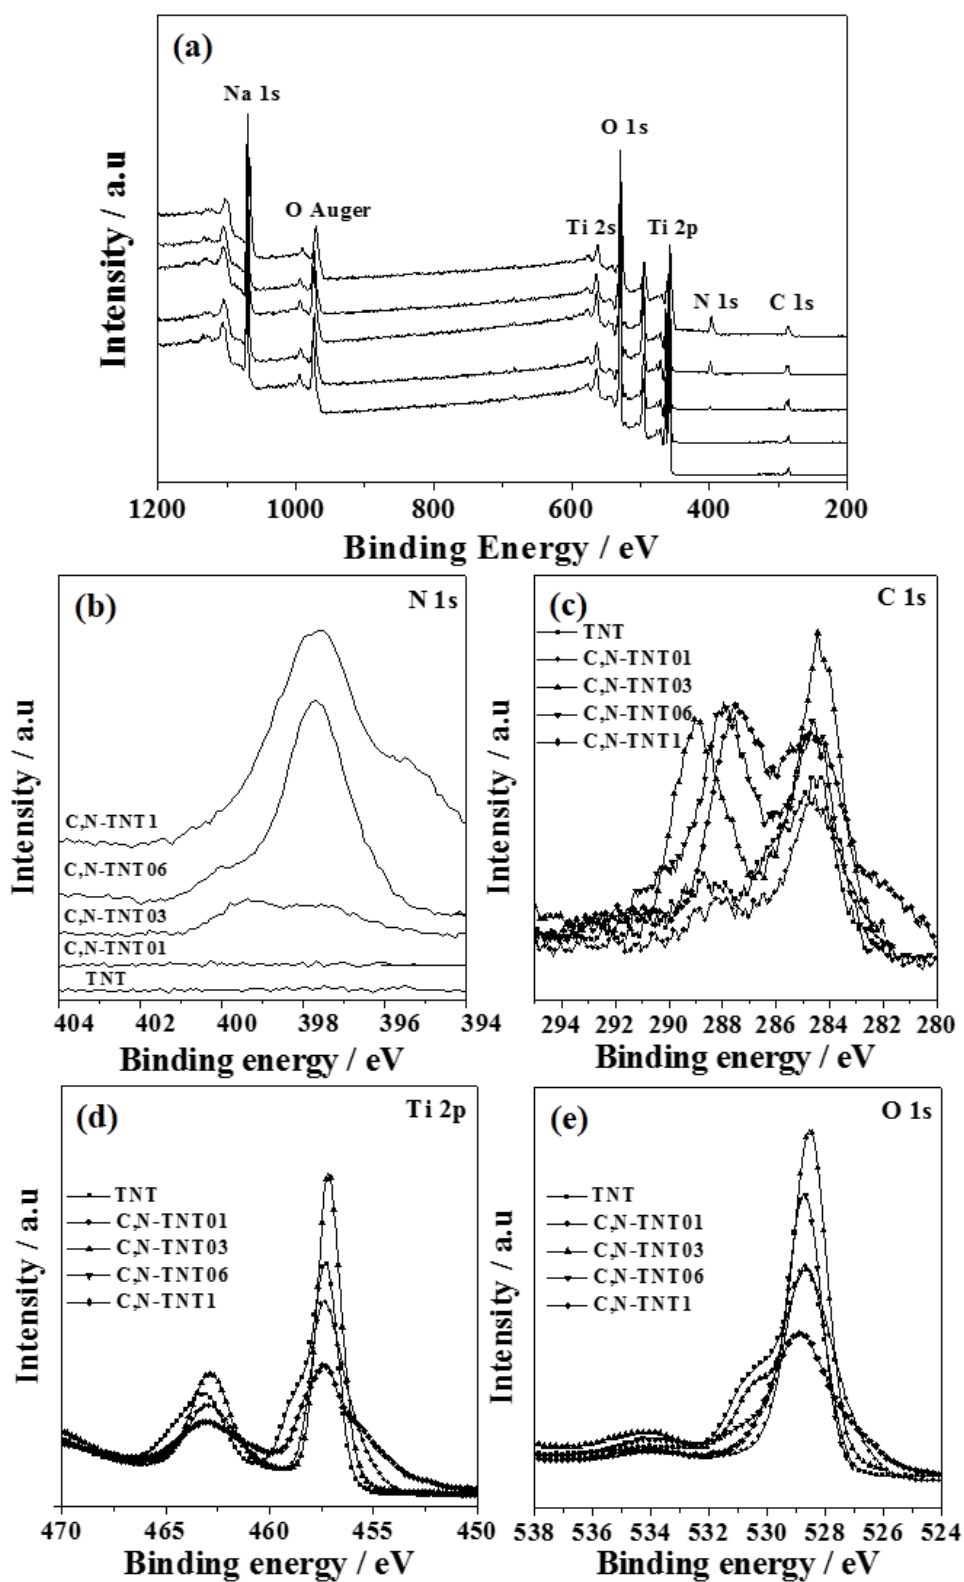 (a)
Na 1s
O 1s
O Auger
Ti 2s
Ti 2p
N 1s
C 1s
Intensity / a.u
1200
1000
800
600
400
200
Binding Energy / eV
(b)
N 1s
C,N-TNT1
C,N-TNT06
C,N-TNT03
C,N-TNT01
TNT
Intensity / a.u
404
402
400
398
396
394
Binding energy / eV
(c)
C 1s
TNT
C,N-TNT01
C,N-TNT03
C,N-TNT06
C,N-TNT1
Intensity / a.u
294
292
290
288
286
284
282
280
Binding energy / eV
(d)
Ti 2p
TNT
C,N-TNT01
C,N-TNT03
C,N-TNT06
C,N-TNT1
Intensity / a.u
470
465
460
455
450
Binding energy / eV
(e)
O 1s
TNT
C,N-TNT01
C,N-TNT03
C,N-TNT06
C,N-TNT1
Intensity / a.u
538
536
534
532
530
528
526
524
Binding energy / eV